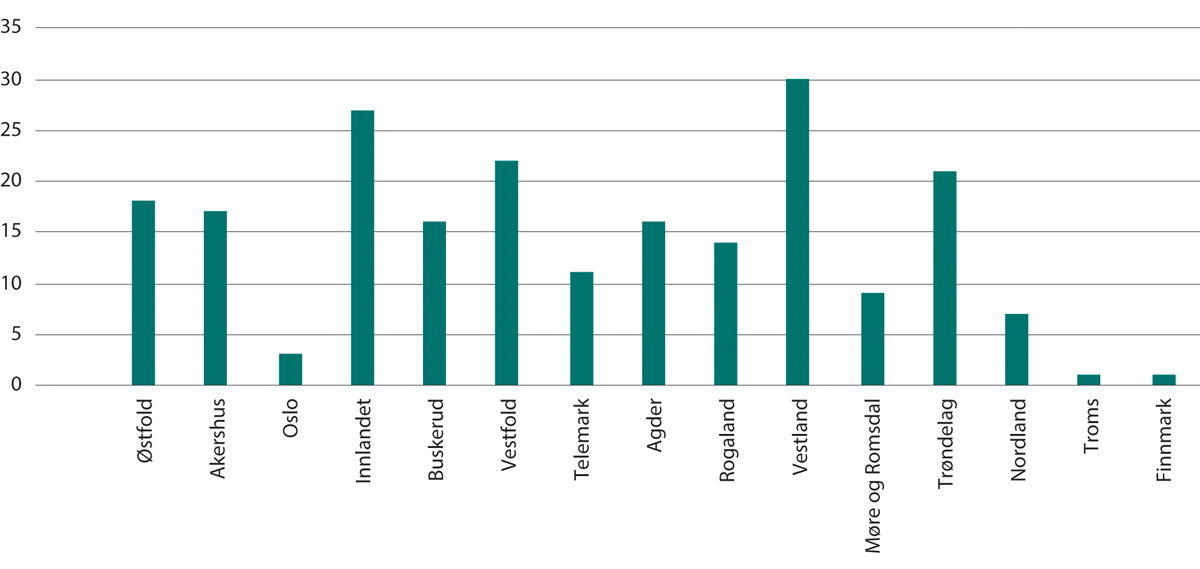 35
30
25
20
15
10
5
0
Østfold
Akershus
Oslo
Innlandet
Buskerud
Vestfold
Telemark
Agder
Rogaland
Vestland
Møre og Romsdal
Trøndelag
Nordland
Troms
Finnmark